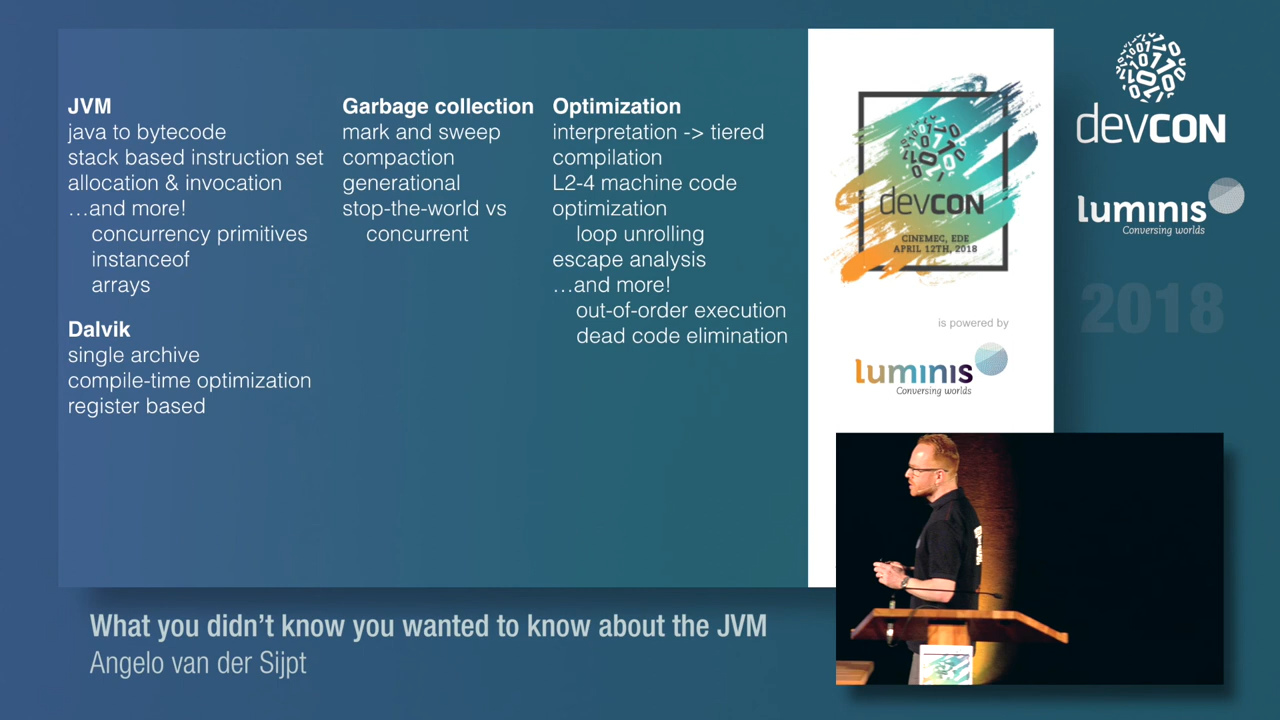 JVM
java to bytecode
stack based instruction set
allocation & invocation
…and more!
concurrency primitives
instanceof
arrays
Dalvik
single archive
compile-time optimization
register based
Garbage collection
mark and sweep
compaction
generational
stop-the-world vs
concurrent
Optimization
interpretation -> tiered
compilation
L2-4 machine code
optimization
loop unrolling
escape analysis
…and more!
out-of-order execution
dead code elimination
devCON
CINEMEC, EDE
APRIL 12TH, 2018
is powered by
luminis
Conversing worlds
devCON
luminis
Conversing worlds
2018
What you didn’t know you wanted to know about the JVM
Angelo van der Sijpt